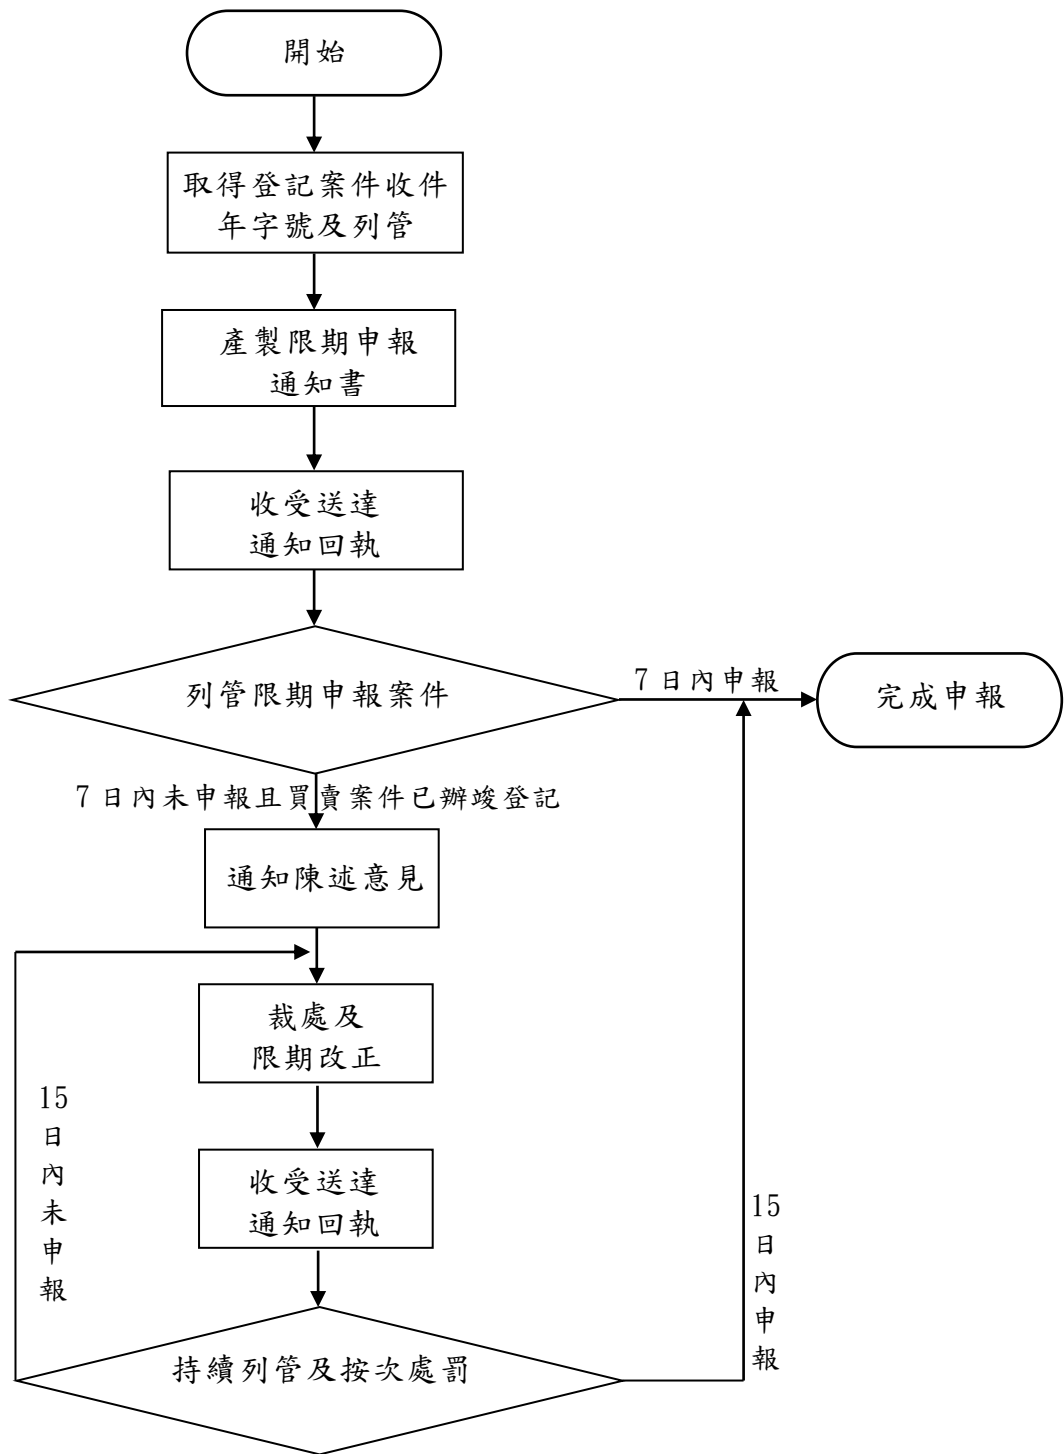 開始
取得登記案件收件
年字號及列管
產製限期申報
通知書
收受送達
通知回執
列管限期申報案件
7日內申報
完成申報
7日內未申報且買賣案件已辦竣登記
通知陳述意見
裁處及
限期改正
15
日
內
未
申
報
收受送達
通知回執
15
日
內
申
報
持續列管及按次處罰